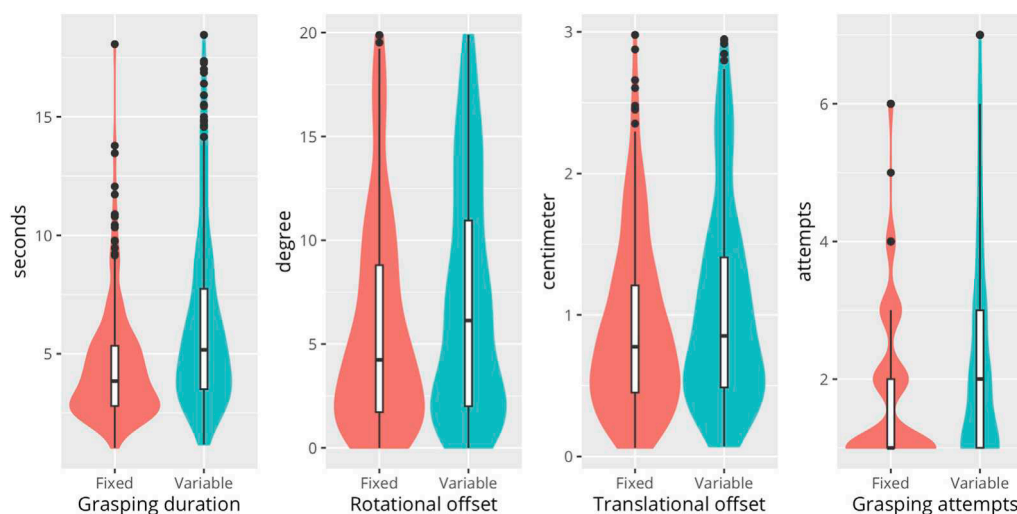 seconds
15
10
5
Fixed Variable
Grasping duration
degree
20
15
10
5
0
Fixed Variable
Rotational offset
centimeter
3
2
1
0
Fixed Variable
Translational offset
attempts
6
4
2
Fixed Variable
Grasping attempts